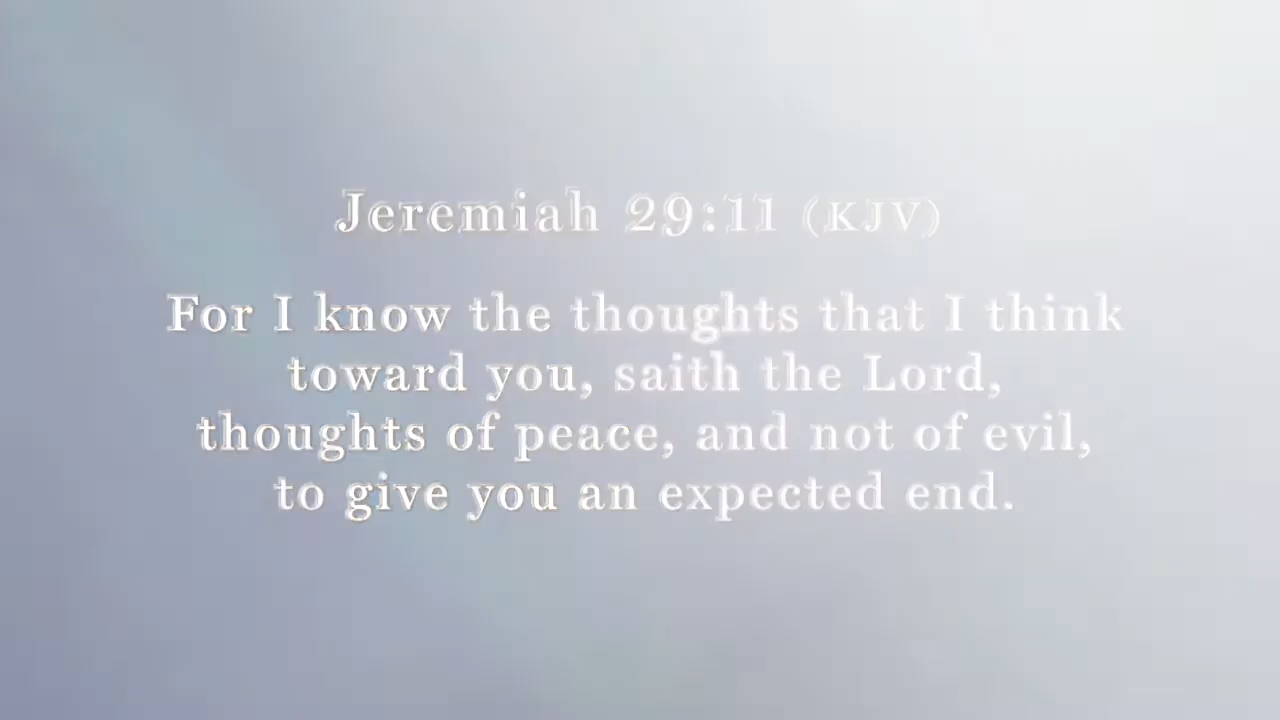 Jeremiah 29:11 (KJV)
For I know the thoughts that I think
toward you, saith the Lord,
thoughts of peace, and not of evil,
to give you an expected end.